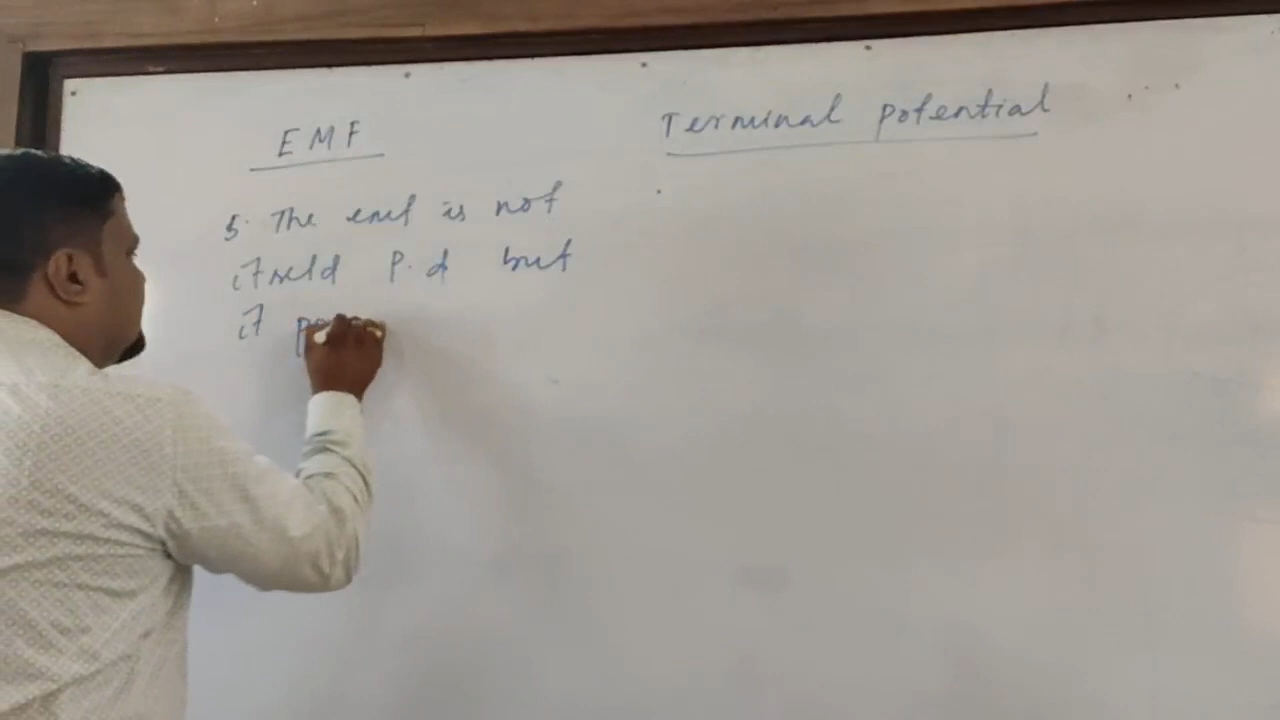 EMF
Terminal potential
5. The emf is not
itself P.d but
it